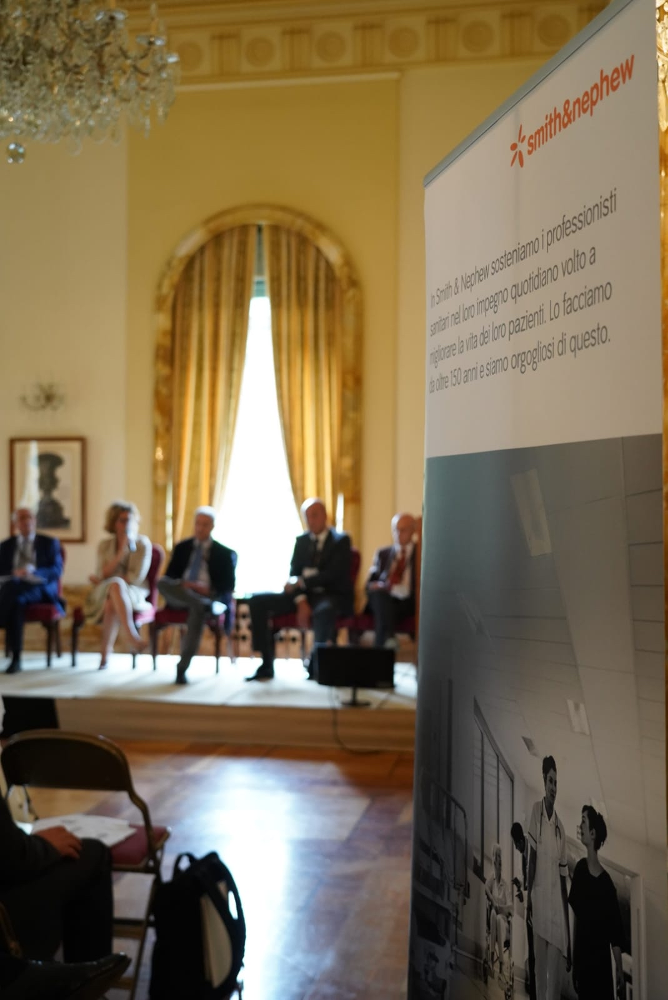 smith&nephew
In Smith & Nephew sosteniamo i professionisti
sanitari nel loro impegno quotidiano volto a
migliorare la vita dei loro pazienti. Lo facciamo
da oltre 150 anni e siamo orgogliosi di questo.